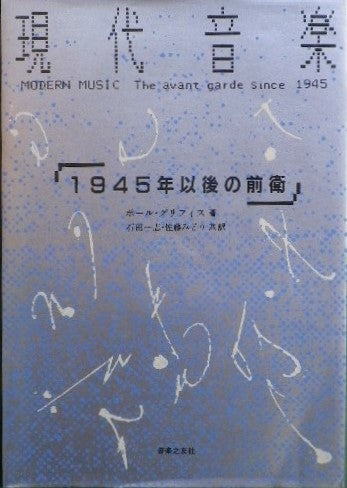 現代音楽
MODERN MUSIC The avant garde since 1945
「1945年以後の前衛」
ポール・グリフィス 著
石田一志・佐藤みどり 共訳
音楽之友社